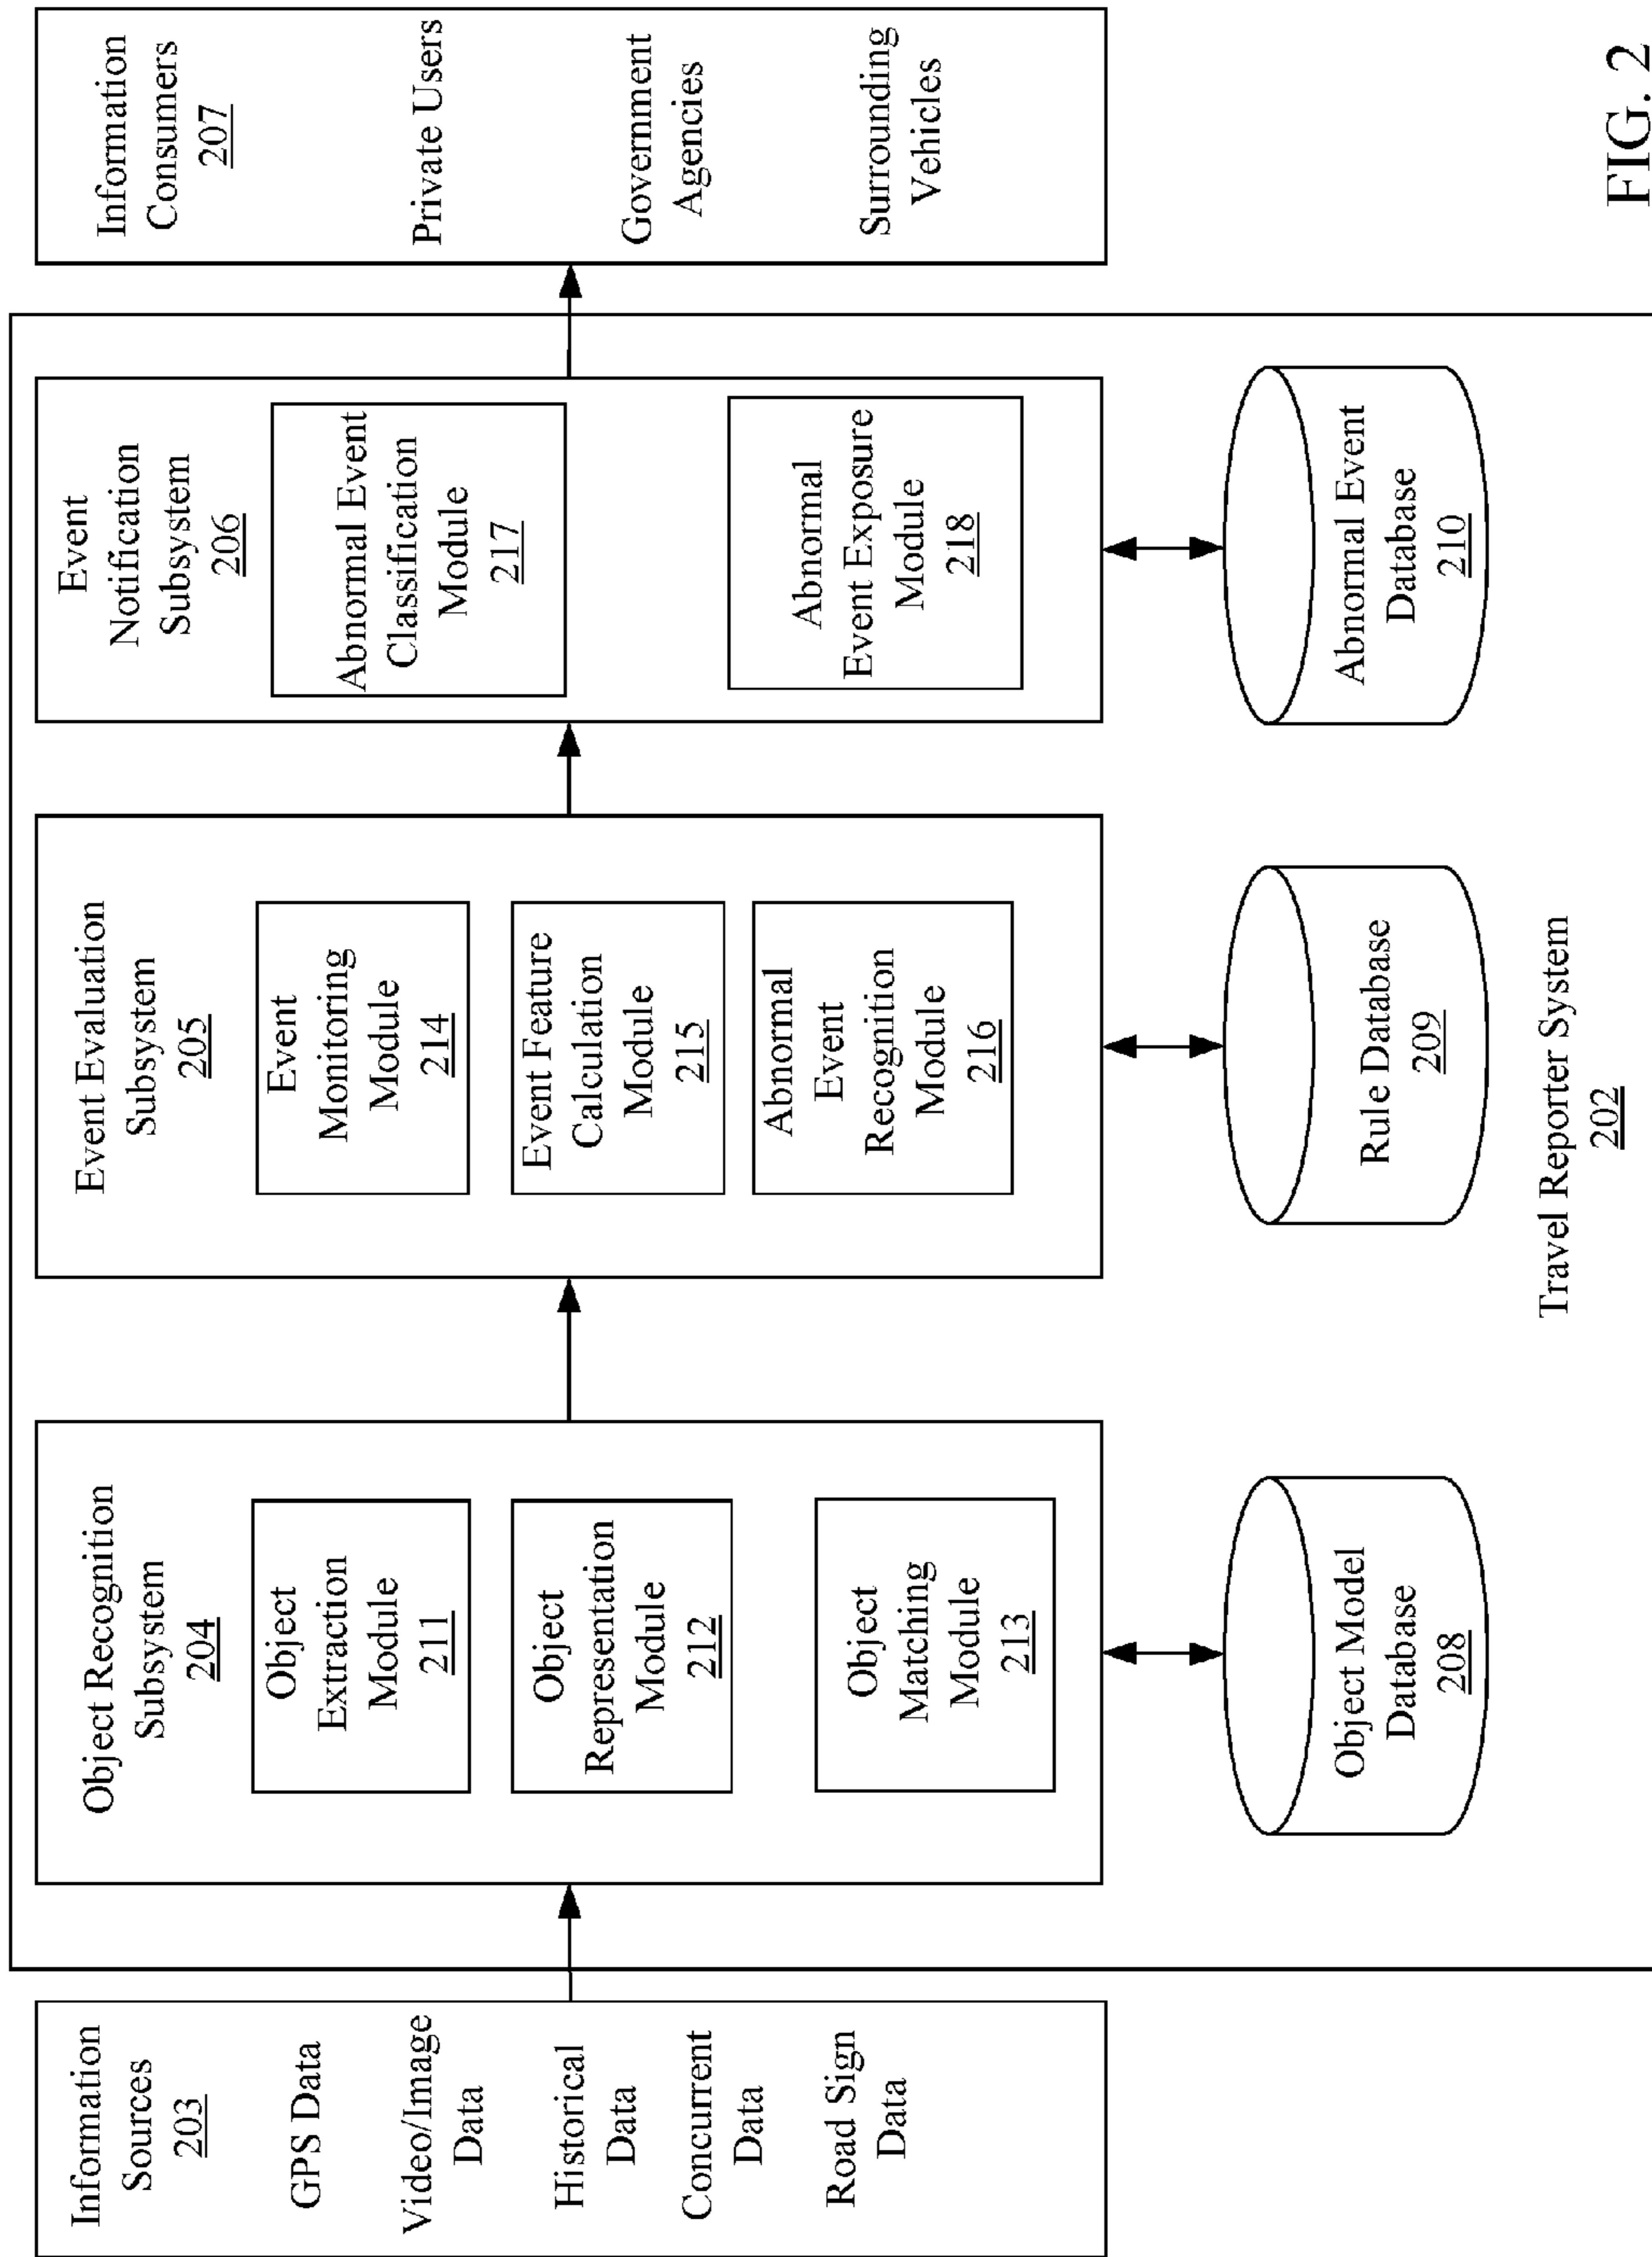 Information
Sources
203
GPS Data
Video/Image
Data
Historical
Data
Concurrent
Data
Road Sign
Data
Object Recognition
Subsystem
204
Object
Extraction
Module
211
Object
Representation
Module
212
Object
Matching
Module
213
Object Model
Database
208
Event Evaluation
Subsystem
205
Event
Monitoring
Module
214
Event Feature
Calculation
Module
215
Abnormal
Event
Recognition
Module
216
Rule Database
209
Event
Notification
Subsystem
206
Abnormal Event
Classification
Module
217
Abnormal
Event Exposure
Module
218
Abnormal Event
Database
210
Travel Reporter System
202
Information
Consumers
207
Private Users
Government
Agencies
Surrounding
Vehicles
FIG. 2